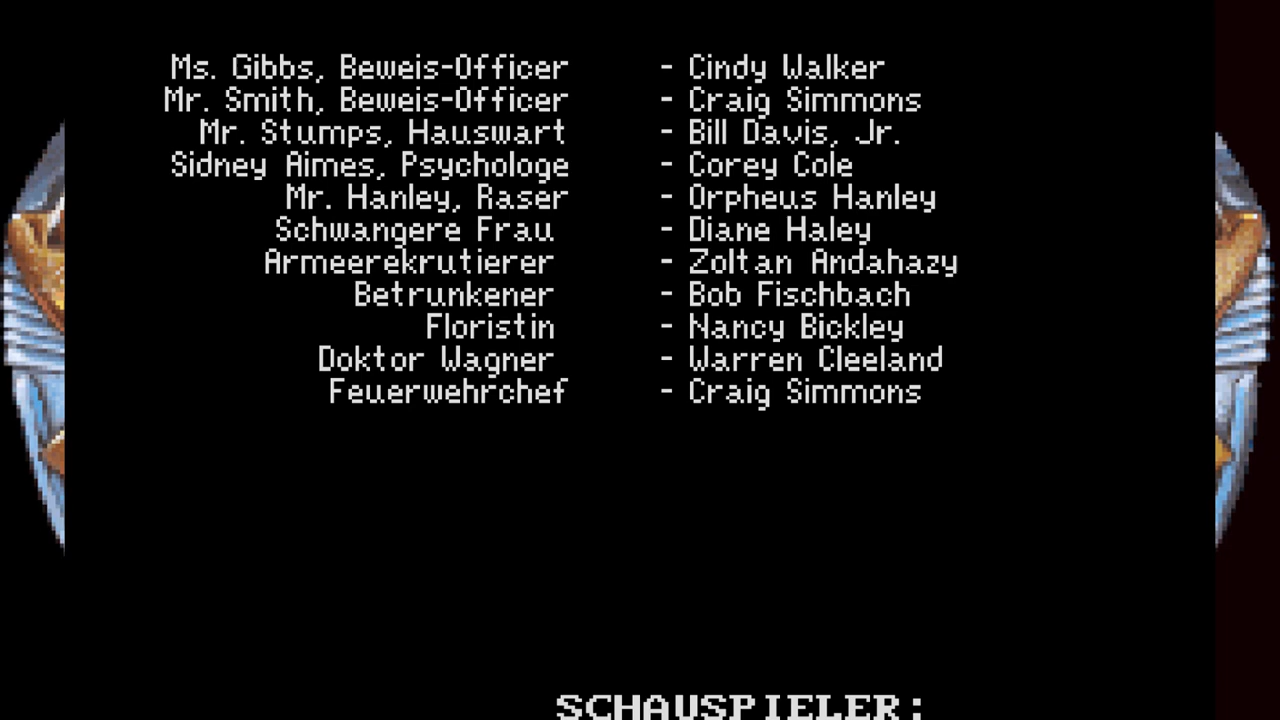 Ms. Gibbs, Beweis-Officer - Cindy Walker
Mr. Smith, Beweis-Officer - Craig Simmons
Mr. Stumps, Hauswart - Bill Davis, Jr.
Sidney Aimes, Psychologe - Corey Cole
Mr. Hanley, Raser - Orpheus Hanley
Schwangere Frau - Diane Haley
Armeerekrutierer - Zoltan Andahazy
Betrunkener - Bob Fischbach
Floristin - Nancy Bickley
Doktor Wagner - Warren Cleeland
Feuerwehrchef - Craig Simmons
SCHAUSPIELER: